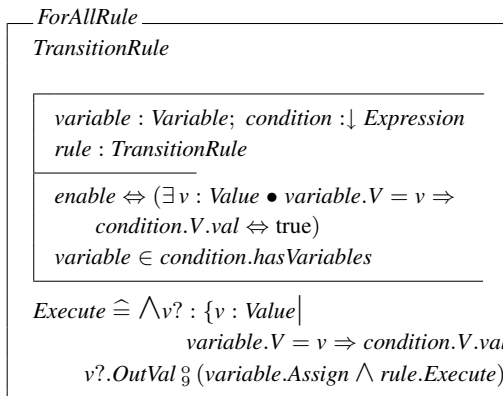 ForAllRule
TransitionRule
variable : Variable; condition :↓ Expression
rule : TransitionRule
enable ⇔ (∃ v : Value • variable.V = v ⇒
condition.V.val ⇔ true)
variable ∈ condition.hasVariables
Execute ≙ ⋀v? : {v : Value|
variable.V = v ⇒ condition.V.val
v?.OutVal ⨟ (variable.Assign ∧ rule.Execute)